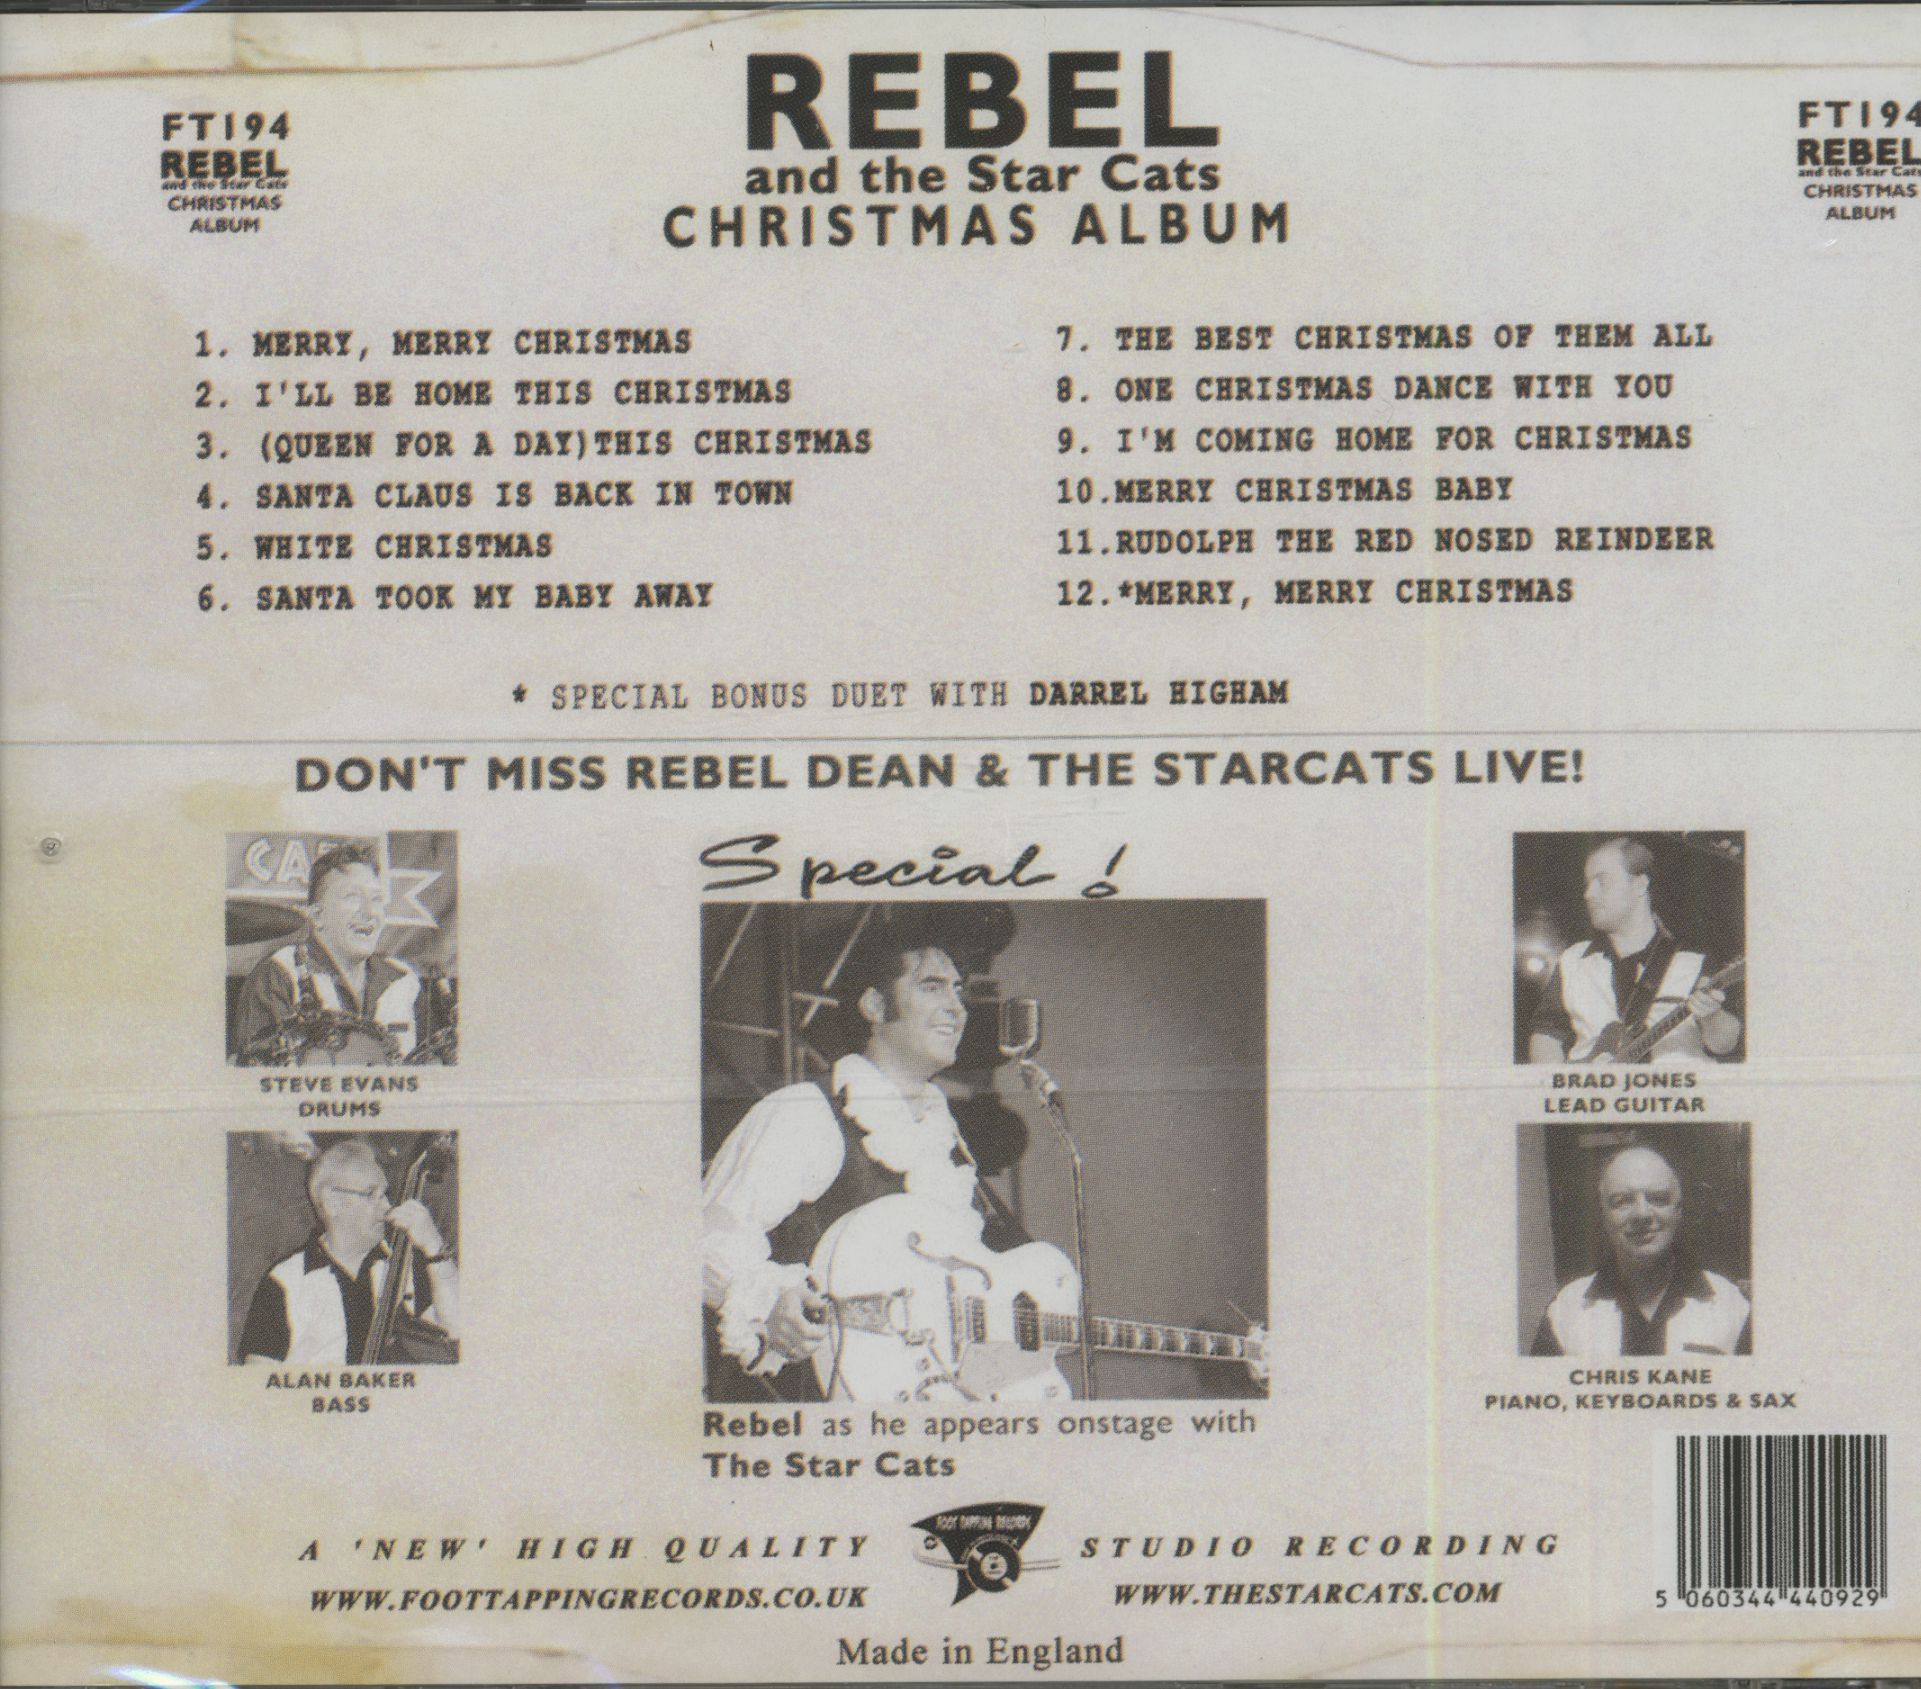 FT194
REBEL
and the Star Cats
CHRISTMAS
ALBUM
REBEL
and the Star Cats
CHRISTMAS ALBUM
FT194
REBEL
and the Star Cats
CHRISTMAS
ALBUM
1. MERRY, MERRY CHRISTMAS
2. I'LL BE HOME THIS CHRISTMAS
3. (QUEEN FOR A DAY)THIS CHRISTMAS
4. SANTA CLAUS IS BACK IN TOWN
5. WHITE CHRISTMAS
6. SANTA TOOK MY BABY AWAY
7. THE BEST CHRISTMAS OF THEM ALL
8. ONE CHRISTMAS DANCE WITH YOU
9. I'M COMING HOME FOR CHRISTMAS
10.MERRY CHRISTMAS BABY
11.RUDOLPH THE RED NOSED REINDEER
12.*MERRY, MERRY CHRISTMAS
* SPECIAL BONUS DUET WITH DARREL HIGHAM
DON'T MISS REBEL DEAN & THE STARCATS LIVE!
CA
STEVE EVANS
DRUMS
ALAN BAKER
BASS
Special!
Rebel as he appears onstage with
The Star Cats
BRAD JONES
LEAD GUITAR
CHRIS KANE
PIANO, KEYBOARDS & SAX
A 'NEW' HIGH QUALITY
FOOT TAPPING RECORDS
STUDIO RECORDING
WWW.FOOTTAPPINGRECORDS.CO.UK
WWW.THESTARCATS.COM
5 060344 440929
Made in England